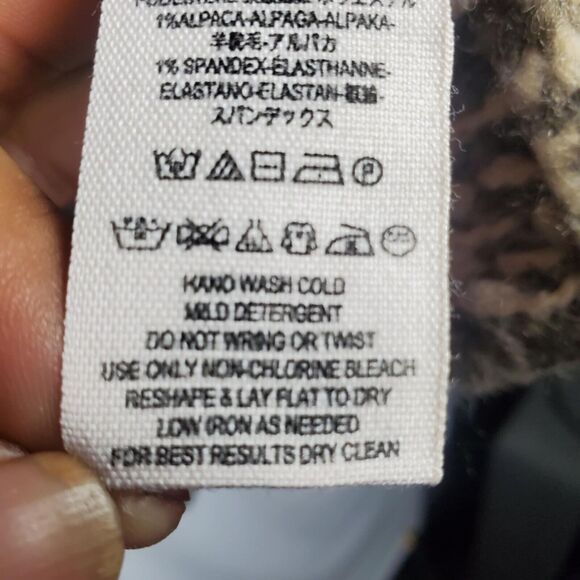 1%ALPACA-ALPAGA-ALPAKA-
羊駝毛-アルパカ
1% SPANDEX-ÉLASTHANNE-
ELASTANO-ELASTAN-
スパンデックス
HAND WASH COLD
MILD DETERGENT
DO NOT WRING OR TWIST
USE ONLY NON-CHLORINE BLEACH
RESHAPE & LAY FLAT TO DRY
LOW IRON AS NEEDED
FOR BEST RESULTS DRY CLEAN